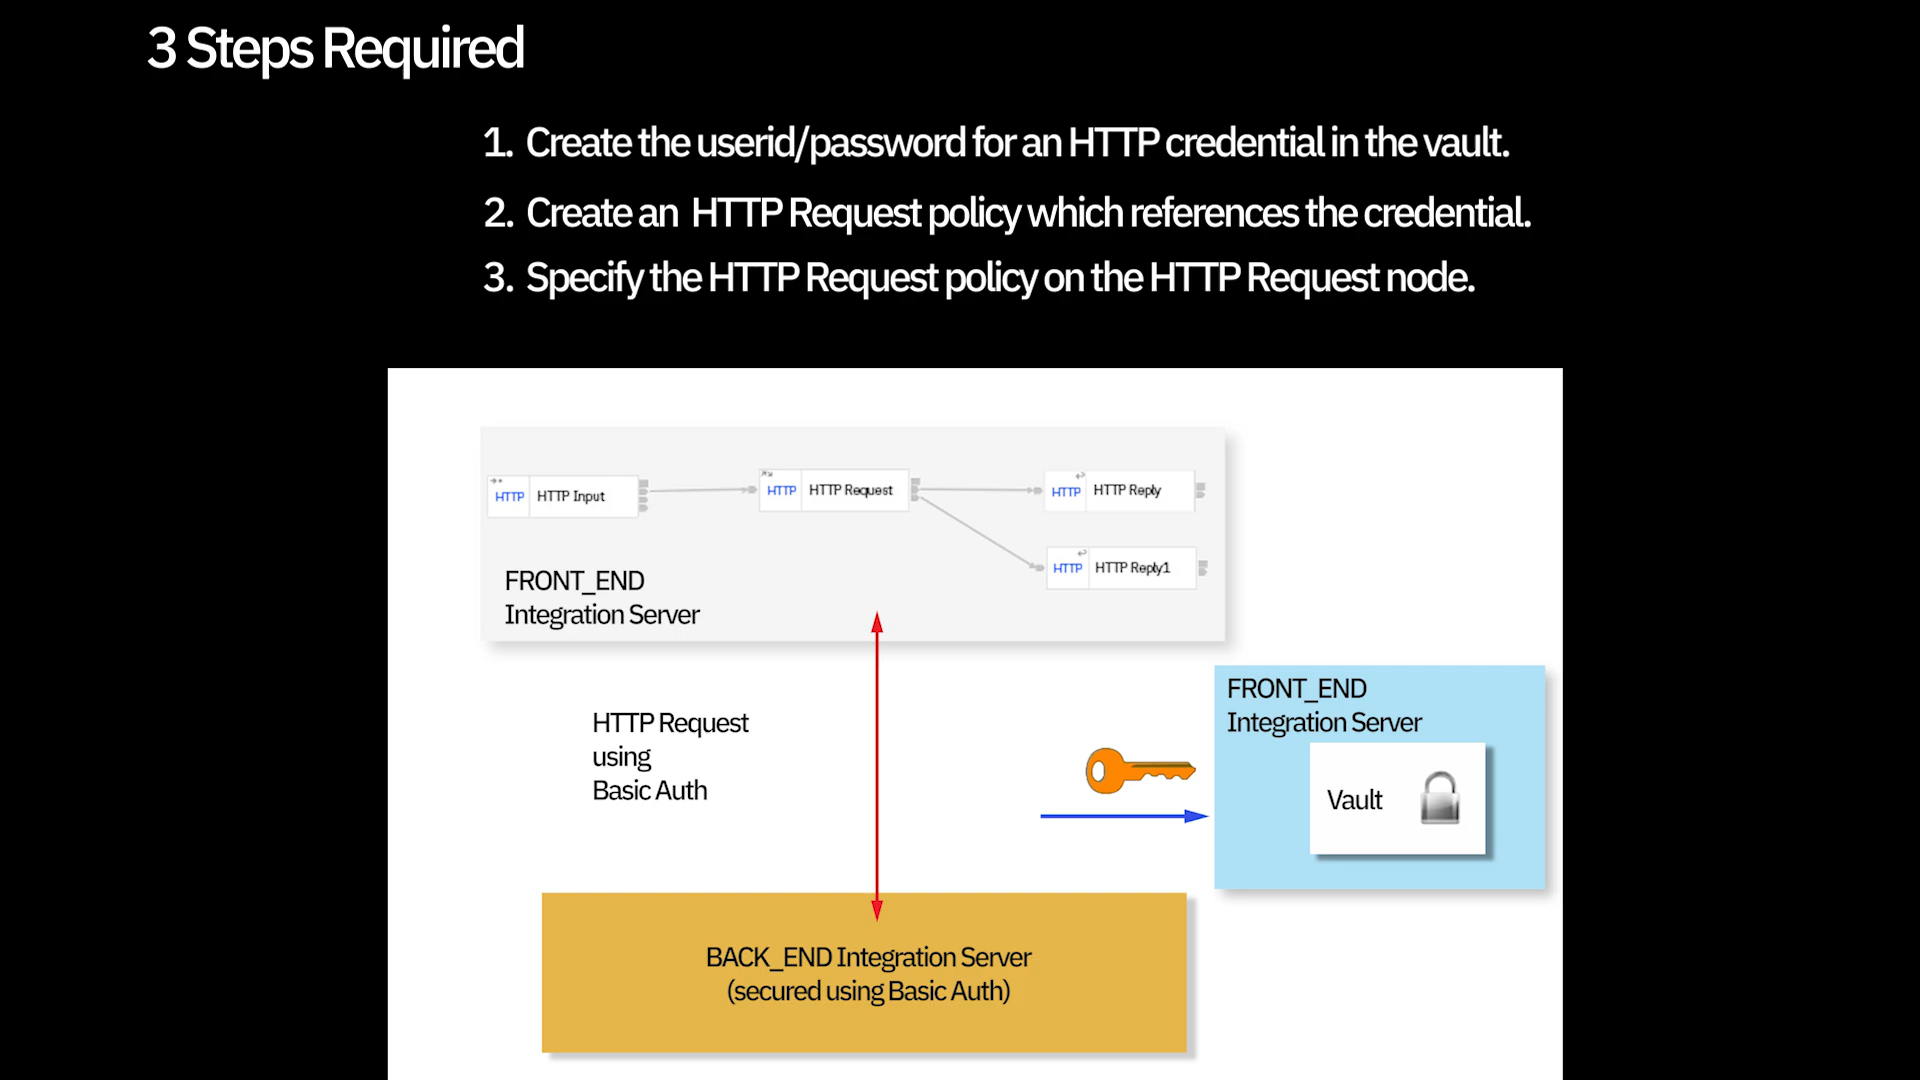 3 Steps Required
1. Create the userid/password for an HTTP credential in the vault.
2. Create an HTTP Request policy which references the credential.
3. Specify the HTTP Request policy on the HTTP Request node.
HTTP HTTP Input
HTTP HTTP Request
HTTP HTTP Reply
HTTP HTTP Reply1
FRONT_END
Integration Server
HTTP Request
using
Basic Auth
FRONT_END
Integration Server
Vault
BACK_END Integration Server
(secured using Basic Auth)